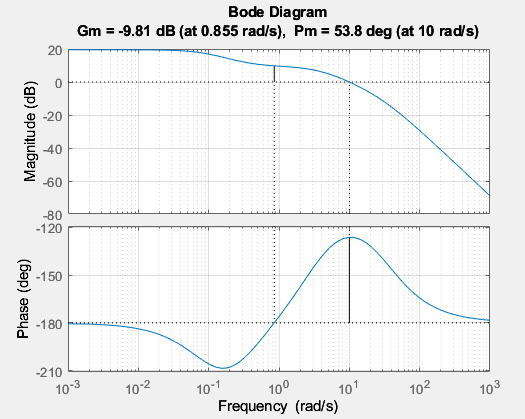 Bode Diagram
Gm = -9.81 dB (at 0.855 rad/s), Pm = 53.8 deg (at 10 rad/s)
20
0
-20
-40
-60
-80
Magnitude (dB)
-120
-150
-180
-210
Phase (deg)
10^-3 10^-2 10^-1 10^0 10^1 10^2 10^3
Frequency (rad/s)